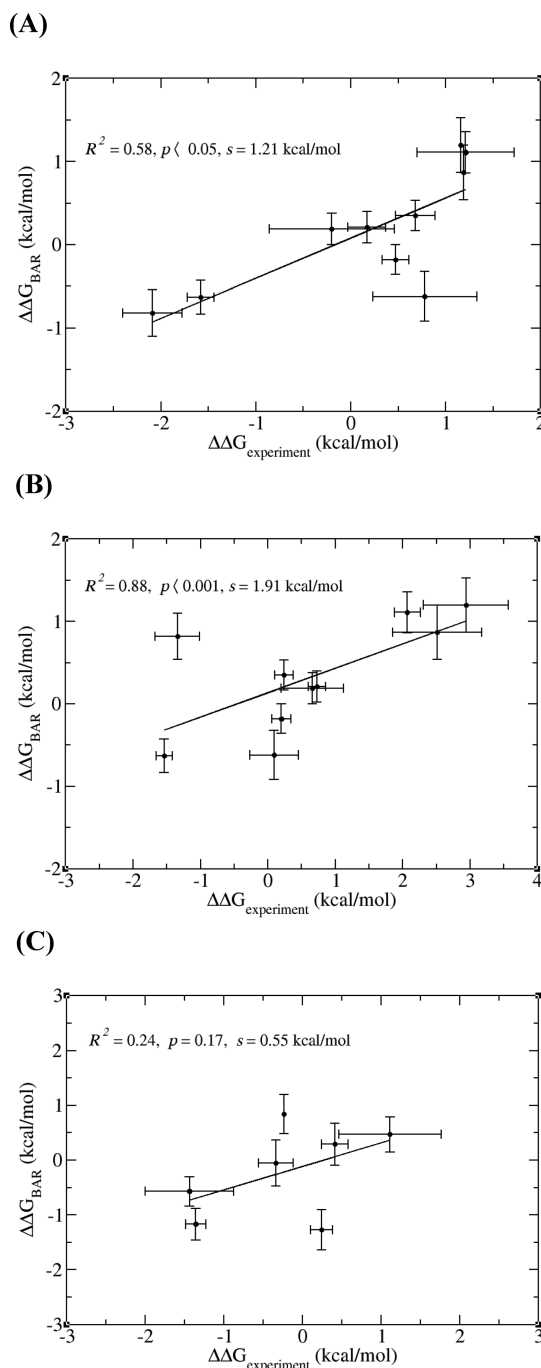 (A)
2
R² = 0.58, p ⟨ 0.05, s = 1.21 kcal/mol
1
0
-1
-2
ΔΔG_BAR (kcal/mol)
-3 -2 -1 0 1 2
ΔΔG_experiment (kcal/mol)
(B)
2
R² = 0.88, p ⟨ 0.001, s = 1.91 kcal/mol
1
0
-1
-2
ΔΔG_BAR (kcal/mol)
-3 -2 -1 0 1 2 3 4
ΔΔG_experiment (kcal/mol)
(C)
3
R² = 0.24, p = 0.17, s = 0.55 kcal/mol
2
1
0
-1
-2
-3
ΔΔG_BAR (kcal/mol)
-3 -2 -1 0 1 2 3
ΔΔG_experiment (kcal/mol)